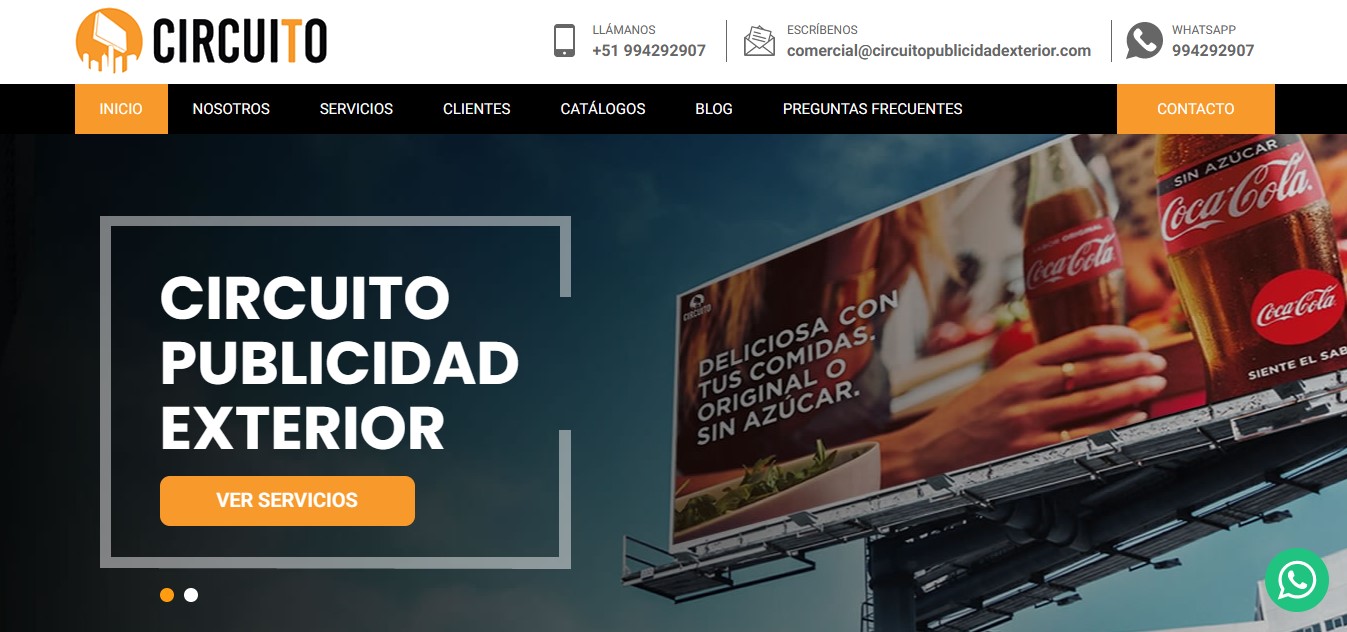 CIRCUITO
LLÁMANOS
+51 994292907
ESCRÍBENOS
comercial@circuitopublicidadexterior.com
WHATSAPP
994292907
INICIO
NOSOTROS
SERVICIOS
CLIENTES
CATÁLOGOS
BLOG
PREGUNTAS FRECUENTES
CONTACTO
CIRCUITO
PUBLICIDAD
EXTERIOR
VER SERVICIOS
CIRCUITO
DELICIOSA CON
TUS COMIDAS.
ORIGINAL O
SIN AZÚCAR.
SABOR ORIGINAL
Coca-Cola
SIN AZÚCAR
Coca-Cola
Coca-Cola
SIENTE EL SAB